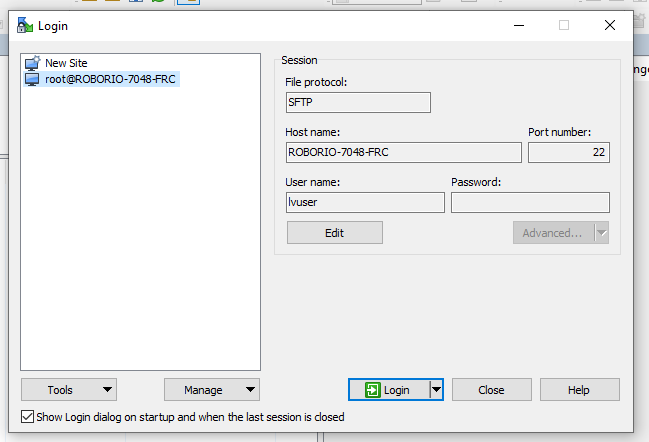 Login
New Site
root@ROBORIO-7048-FRC
Session
File protocol:
SFTP
Host name:
Port number:
ROBORIO-7048-FRC
22
User name:
Password:
lvuser
Edit
Advanced...
Tools
Manage
Login
Close
Help
Show Login dialog on startup and when the last session is closed